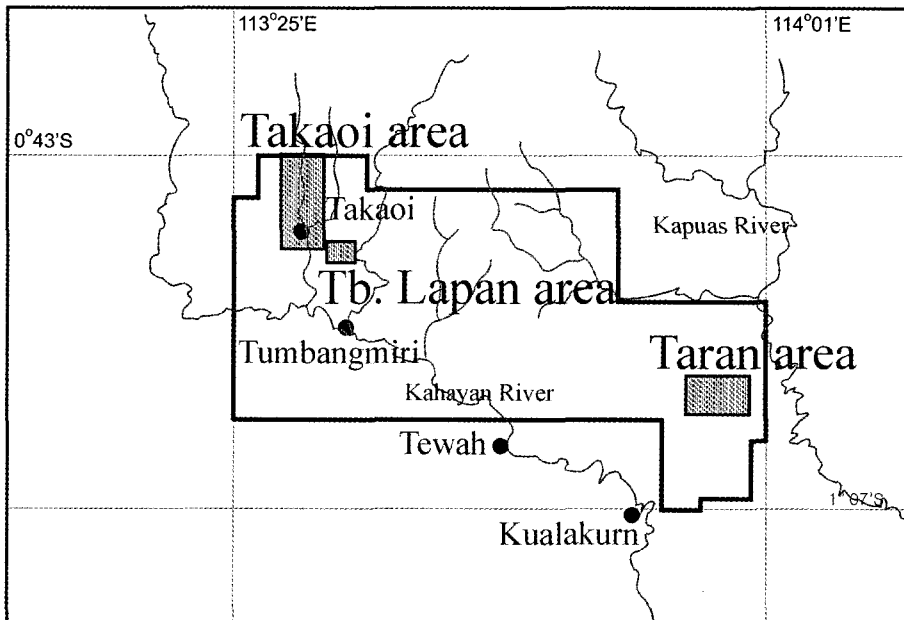 113°25'E
114°01'E
0°43'S
Takaoi area
Takaoi
Kapuas River
Tb. Lapan area
Tumbangmiri
Taran area
Kahayan River
Tewah
1°07'S
Kualakurn